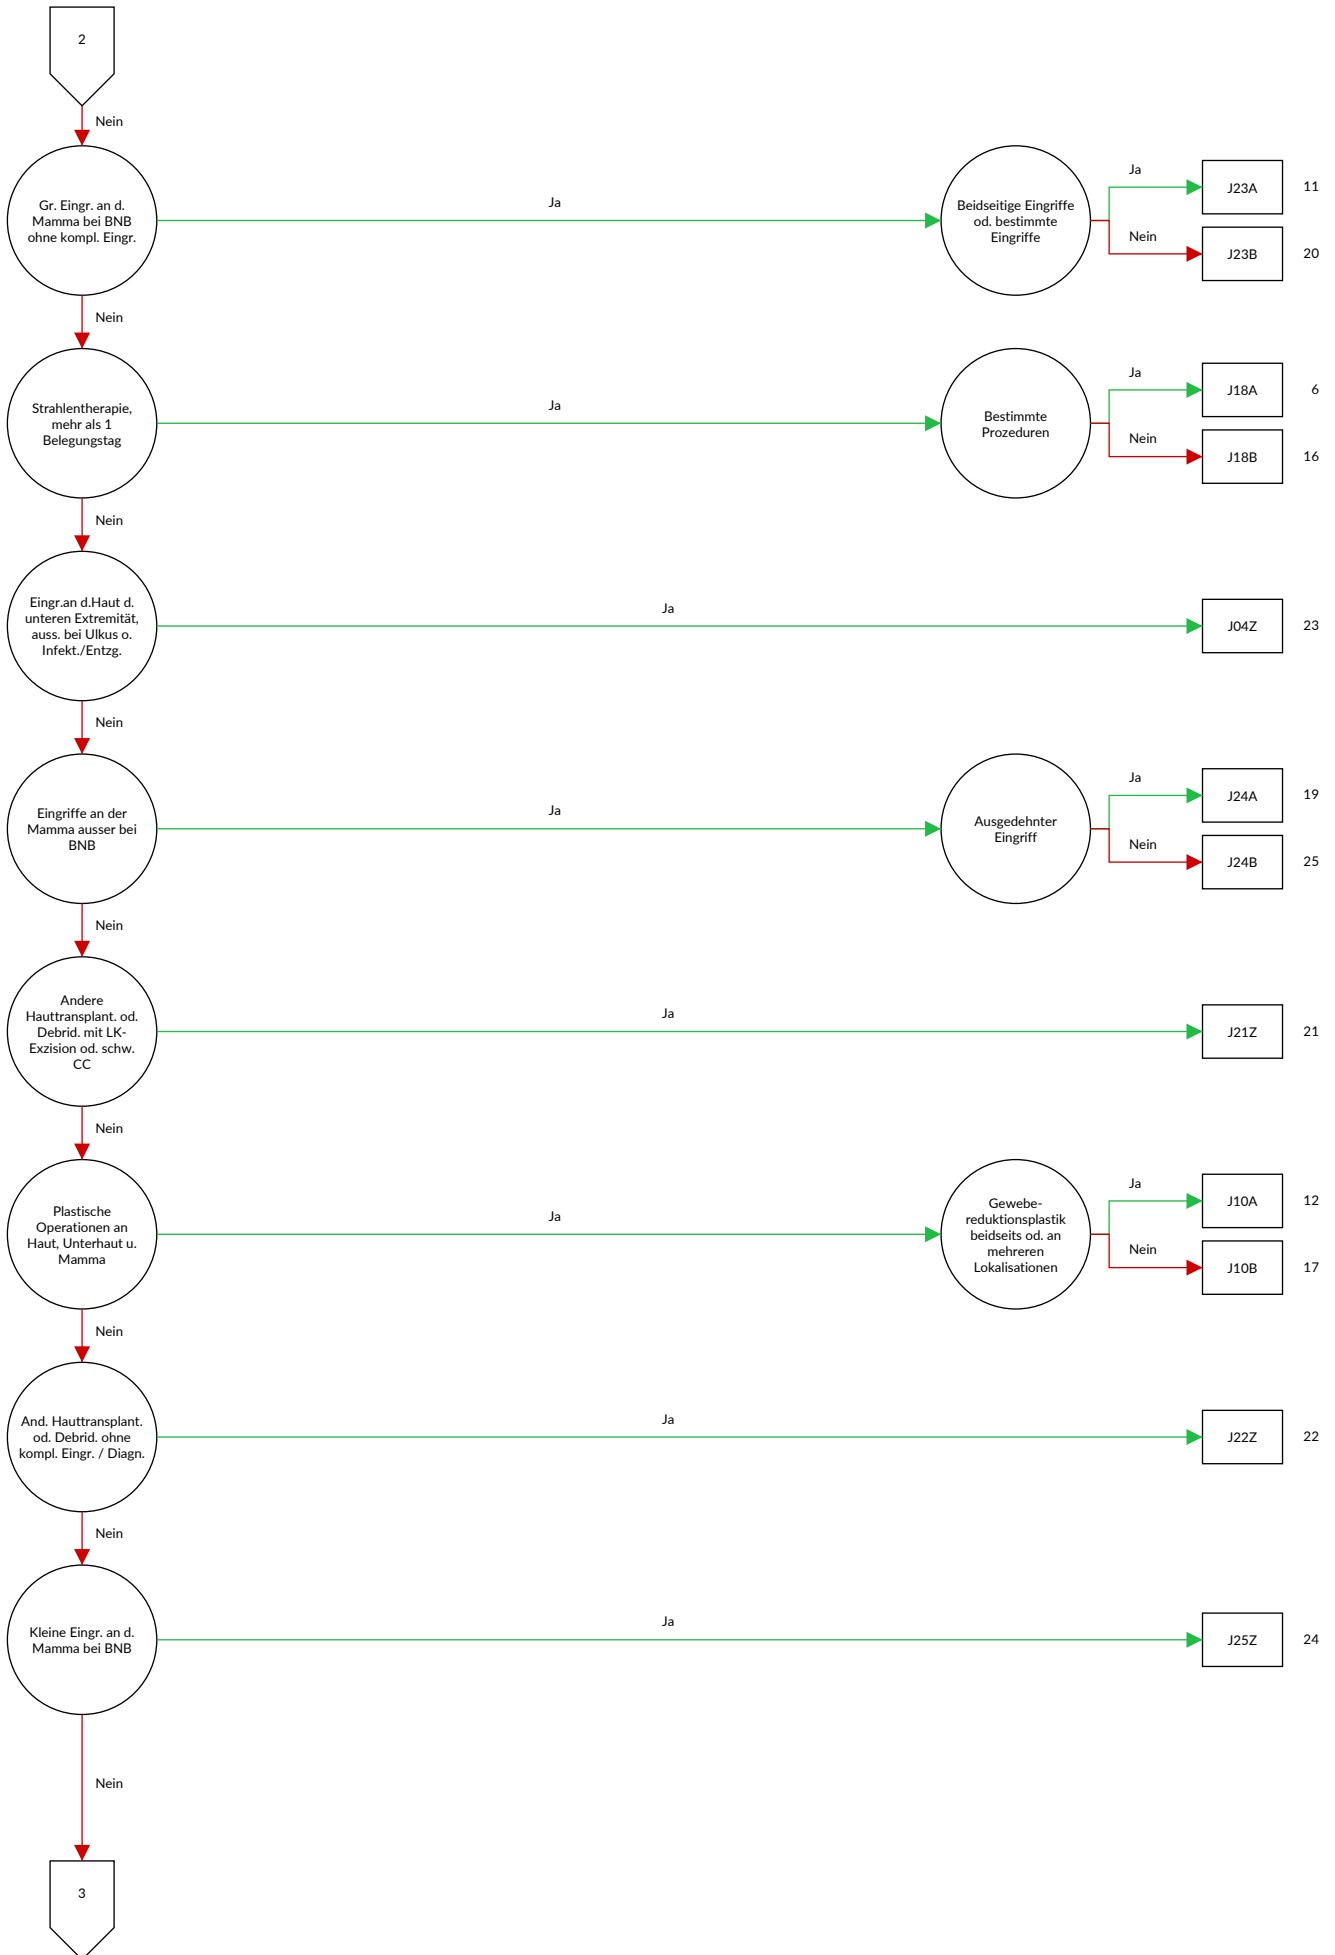 2
Nein
Gr. Eingr. an d.
Mamma bei BNB
ohne kompl. Eingr.
Ja
Beidseitige Eingriffe
od. bestimmte
Eingriffe
Ja
J23A
11
Nein
J23B
20
Nein
Strahlentherapie,
mehr als 1
Belegungstag
Ja
Bestimmte
Prozeduren
Ja
J18A
6
Nein
J18B
16
Nein
Eingr.an d.Haut d.
unteren Extremität,
auss. bei Ulkus o.
Infekt./Entzg.
Ja
J04Z
23
Nein
Eingriffe an der
Mamma ausser bei
BNB
Ja
Ausgedehnter
Eingriff
Ja
J24A
19
Nein
J24B
25
Nein
Andere
Hauttransplant. od.
Debrid. mit LK-
Exzision od. schw.
CC
Ja
J21Z
21
Nein
Plastische
Operationen an
Haut, Unterhaut u.
Mamma
Ja
Gewebe-
reduktionsplastik
beidseits od. an
mehreren
Lokalisationen
Ja
J10A
12
Nein
J10B
17
Nein
And. Hauttransplant.
od. Debrid. ohne
kompl. Eingr. / Diagn.
Ja
J22Z
22
Nein
Kleine Eingr. an d.
Mamma bei BNB
Ja
J25Z
24
Nein
3